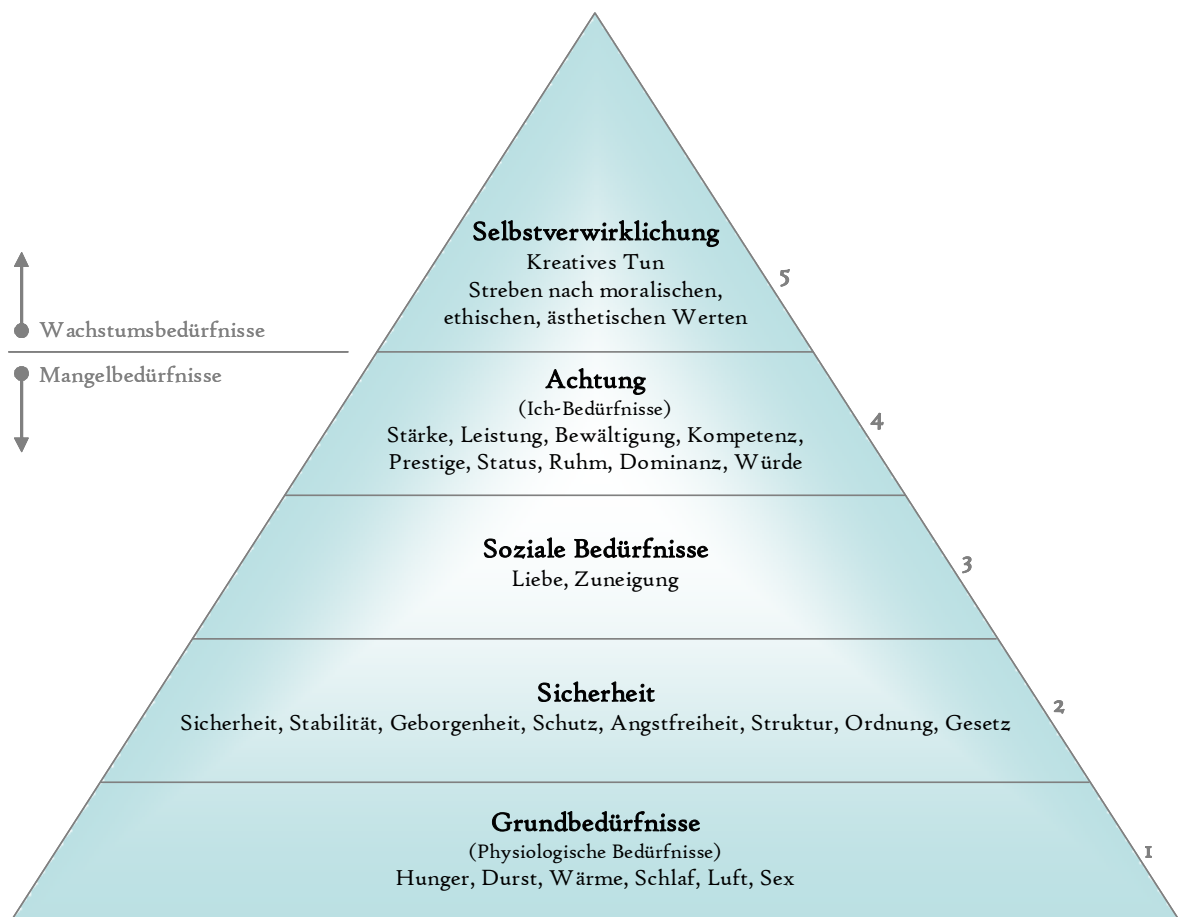 Selbstverwirklichung
Kreatives Tun
Streben nach moralischen,
ethischen, ästhetischen Werten
5
Wachstumsbedürfnisse
Mangelbedürfnisse
Achtung
(Ich-Bedürfnisse)
Stärke, Leistung, Bewältigung, Kompetenz,
Prestige, Status, Ruhm, Dominanz, Würde
4
Soziale Bedürfnisse
Liebe, Zuneigung
3
Sicherheit
Sicherheit, Stabilität, Geborgenheit, Schutz, Angstfreiheit, Struktur, Ordnung, Gesetz
2
Grundbedürfnisse
(Physiologische Bedürfnisse)
Hunger, Durst, Wärme, Schlaf, Luft, Sex
1